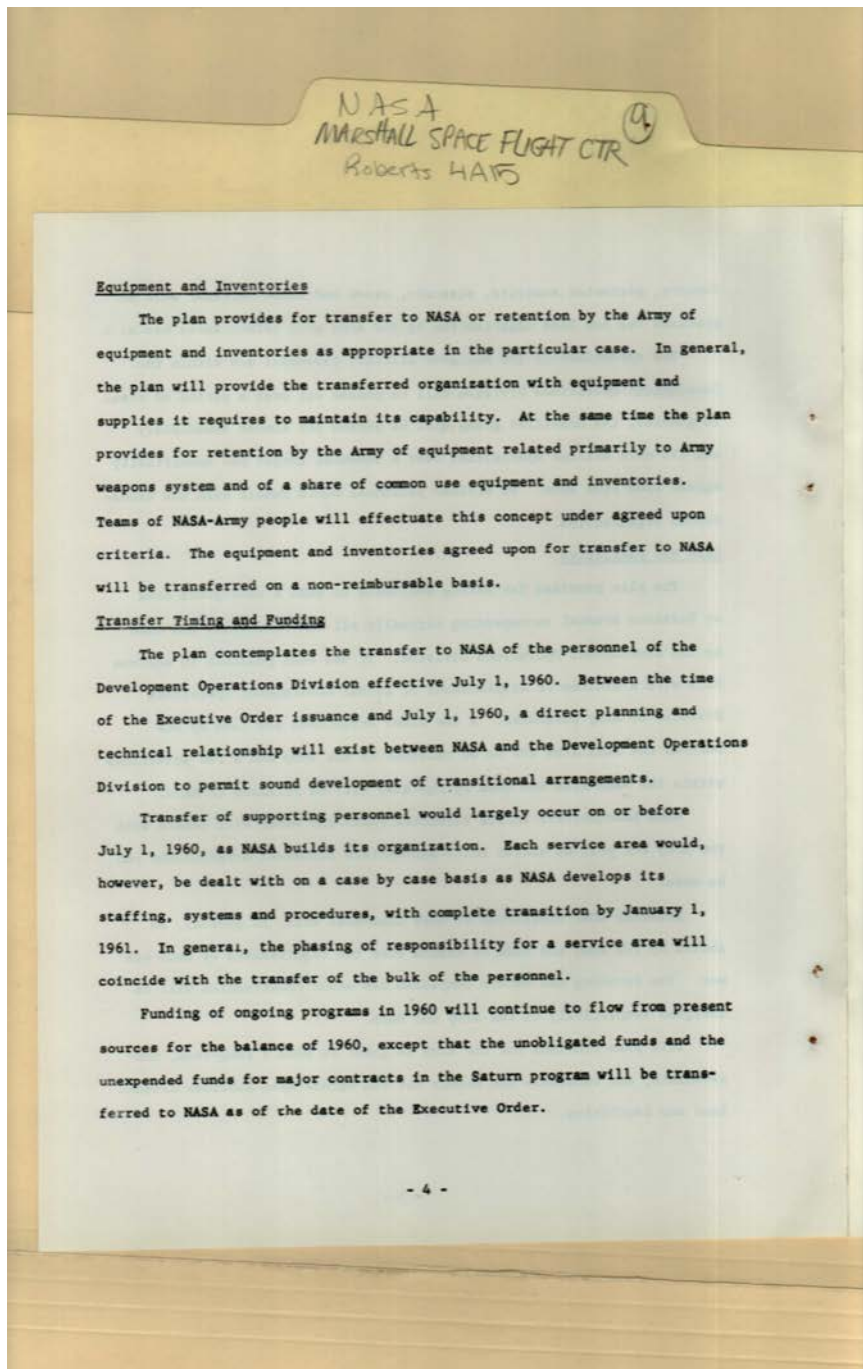 NASA
MARSHALL SPACE FLIGHT CTR
9.
Roberts 4A15
Equipment and Inventories
The plan provides for transfer to NASA or retention by the Army of
equipment and inventories as appropriate in the particular case. In general,
the plan will provide the transferred organization with equipment and
supplies it requires to maintain its capability. At the same time the plan
provides for retention by the Army of equipment related primarily to Army
weapons system and of a share of common use equipment and inventories.
Teams of NASA-Army people will effectuate this concept under agreed upon
criteria. The equipment and inventories agreed upon for transfer to NASA
will be transferred on a non-reimbursable basis.
Transfer Timing and Funding
The plan contemplates the transfer to NASA of the personnel of the
Development Operations Division effective July 1, 1960. Between the time
of the Executive Order issuance and July 1, 1960, a direct planning and
technical relationship will exist between NASA and the Development Operations
Division to permit sound development of transitional arrangements.
Transfer of supporting personnel would largely occur on or before
July 1, 1960, as NASA builds its organization. Each service area would,
however, be dealt with on a case by case basis as NASA develops its
staffing, systems and procedures, with complete transition by January 1,
1961. In general, the phasing of responsibility for a service area will
coincide with the transfer of the bulk of the personnel.
Funding of ongoing programs in 1960 will continue to flow from present
sources for the balance of 1960, except that the unobligated funds and the
unexpended funds for major contracts in the Saturn program will be trans-
ferred to NASA as of the date of the Executive Order.
- 4 -